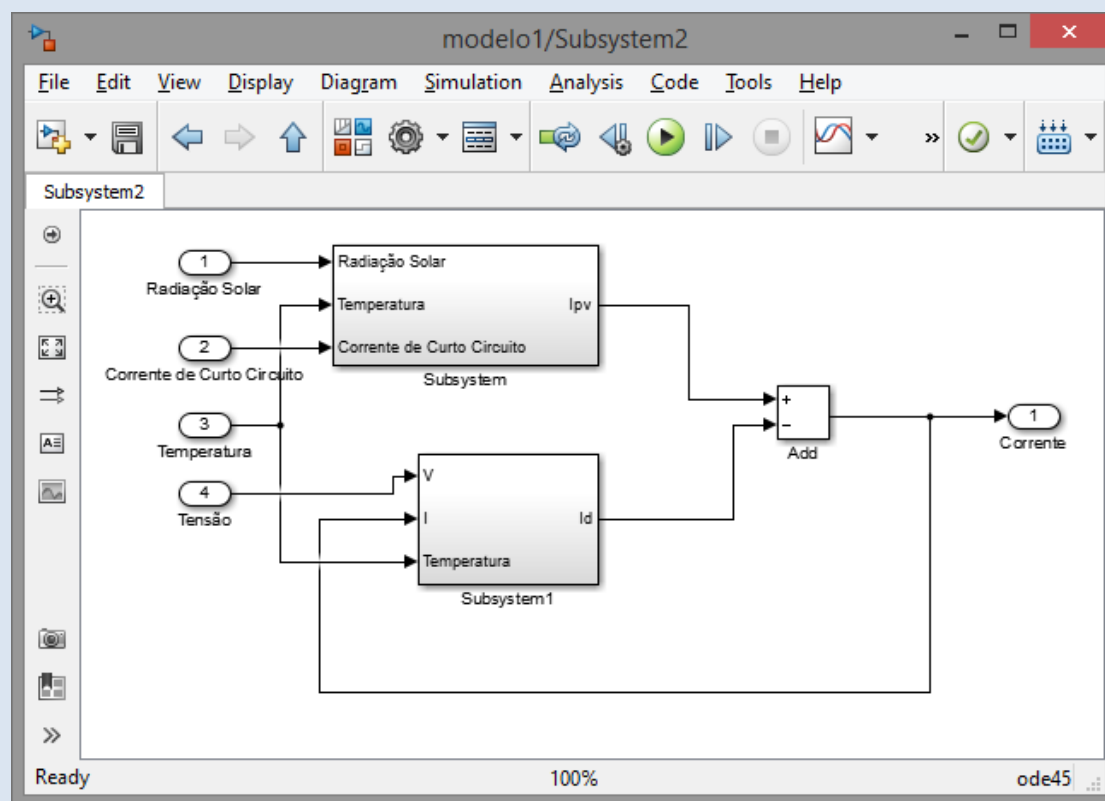 modelo1/Subsystem2
File Edit View Display Diagram Simulation Analysis Code Tools Help
Subsystem2
1
Radiação Solar
2
Corrente de Curto Circuito
3
Temperatura
4
Tensão
Radiação Solar
Temperatura
Ipv
Corrente de Curto Circuito
Subsystem
V
I
Id
Temperatura
Subsystem1
+
−
Add
1
Corrente
Ready 100% ode45